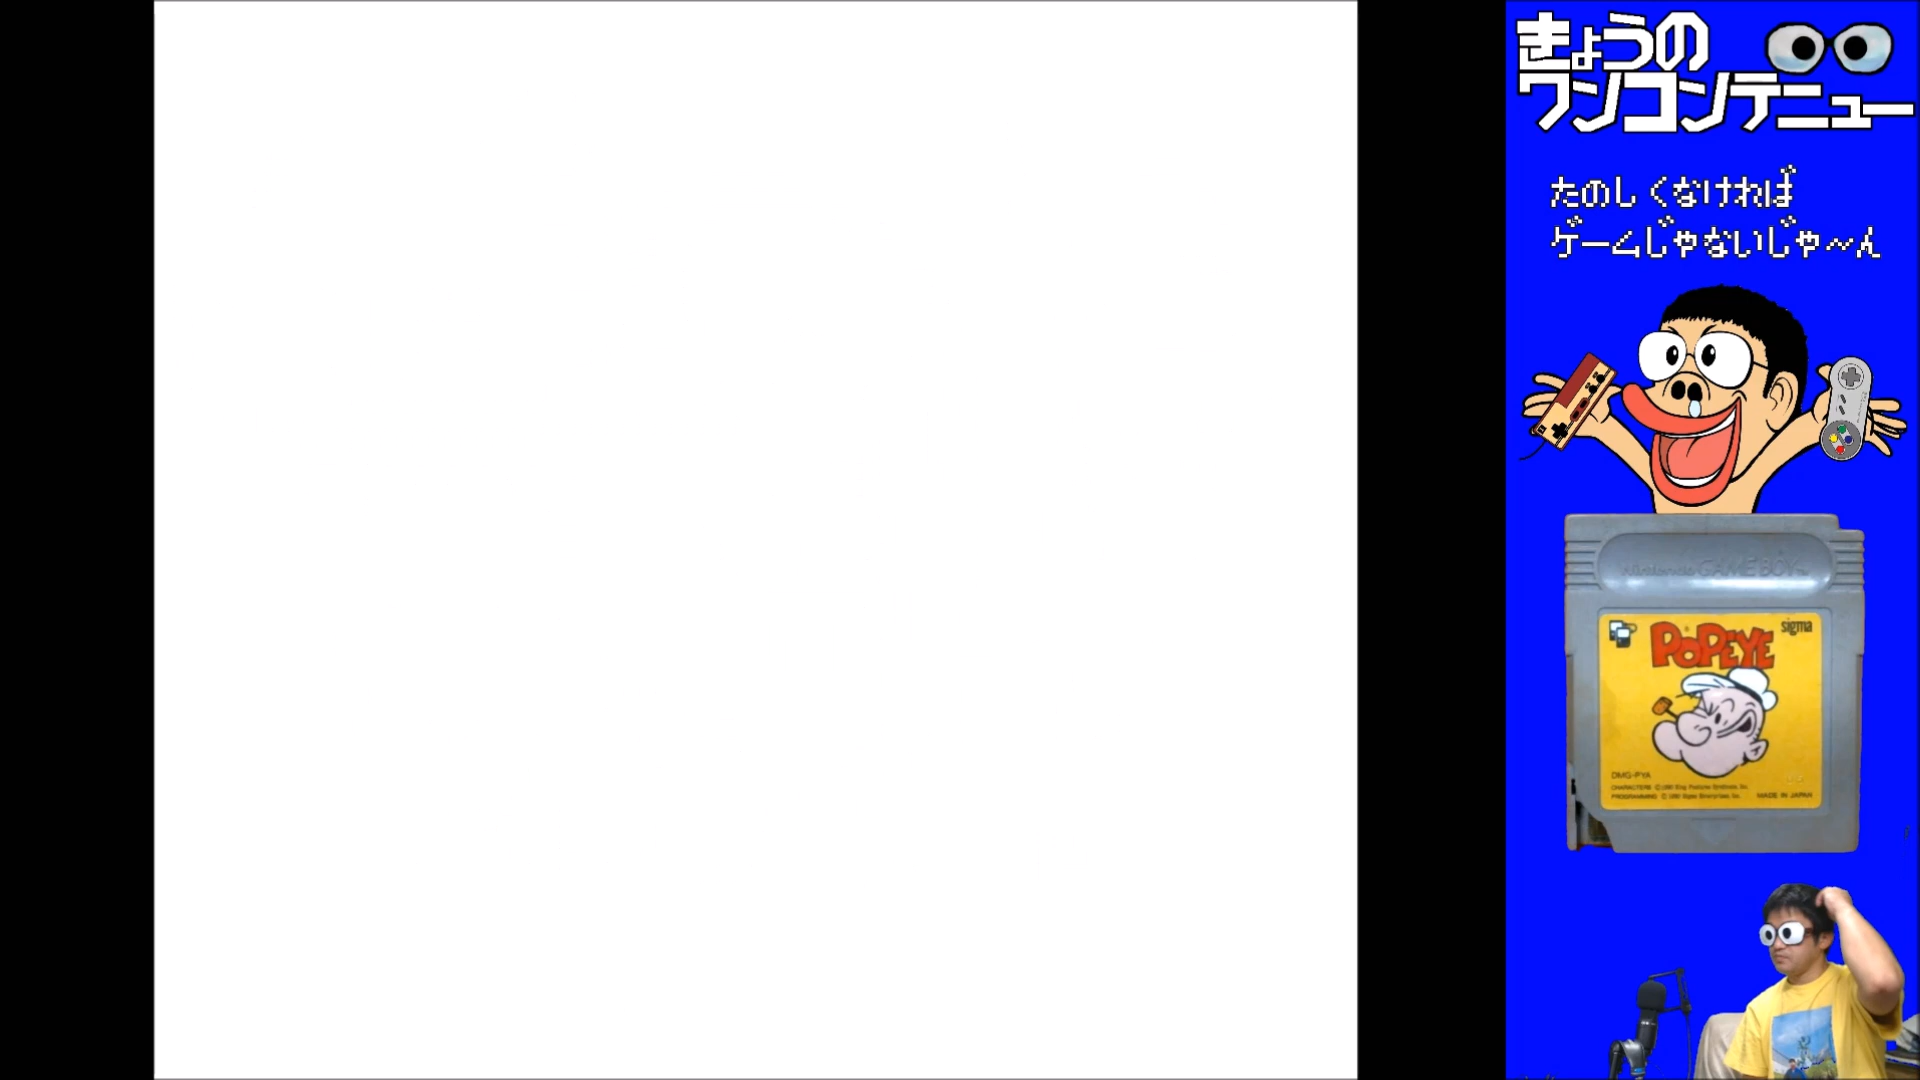 きょうの
ワンコンテニュー
たのしくなければ
ゲームじゃないじゃ〜ん
Nintendo GAME BOY
sigma
POPEYE
DMG-PYA
CHARACTERS
PROGRAMMING
MADE IN JAPAN